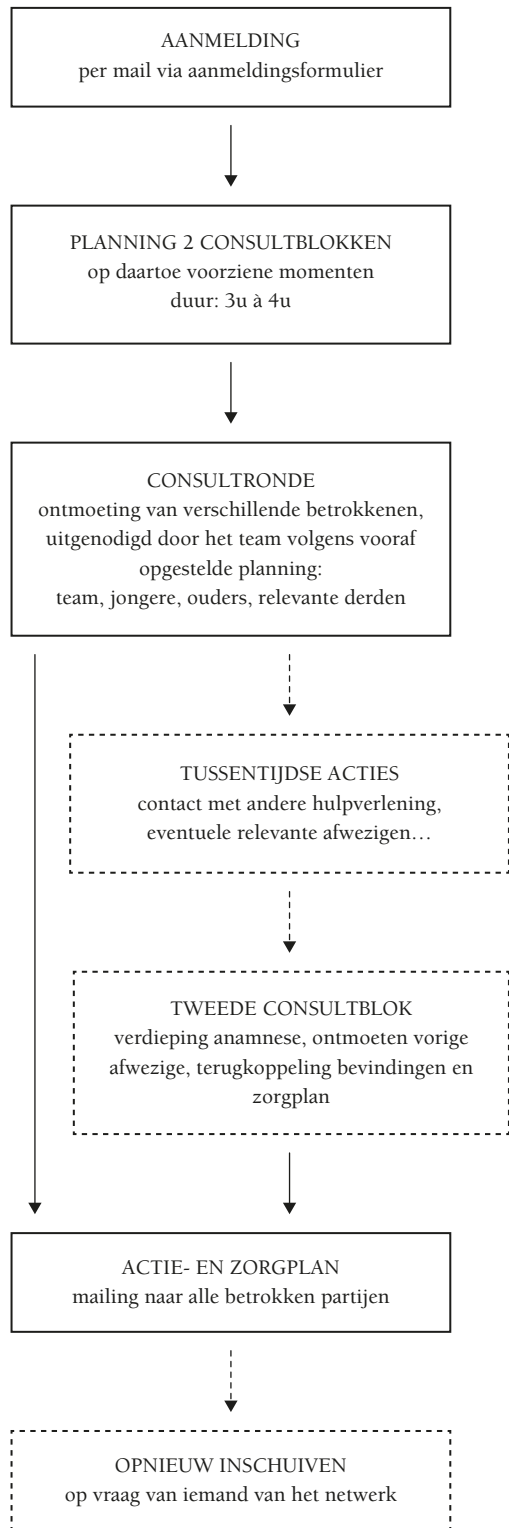 AANMELDING
per mail via aanmeldingsformulier
PLANNING 2 CONSULTBLOKKEN
op daartoe voorziene momenten
duur: 3u à 4u
CONSULTRONDE
ontmoeting van verschillende betrokkenen,
uitgenodigd door het team volgens vooraf
opgestelde planning:
team, jongere, ouders, relevante derden
TUSSENTIJDSE ACTIES
contact met andere hulpverlening,
eventuele relevante afwezigen…
TWEEDE CONSULTBLOK
verdieping anamnese, ontmoeten vorige
afwezige, terugkoppeling bevindingen en
zorgplan
ACTIE- EN ZORGPLAN
mailing naar alle betrokken partijen
OPNIEUW INSCHUIVEN
op vraag van iemand van het netwerk